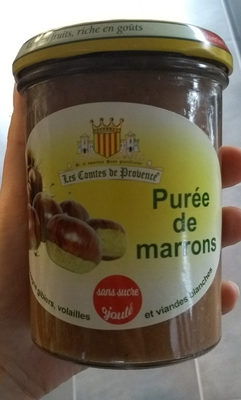 fruits, riche en goûts
Les Comtes de Provence
Purée
de
marrons
sans sucre
ajouté
gibiers, volailles
et viandes blanches